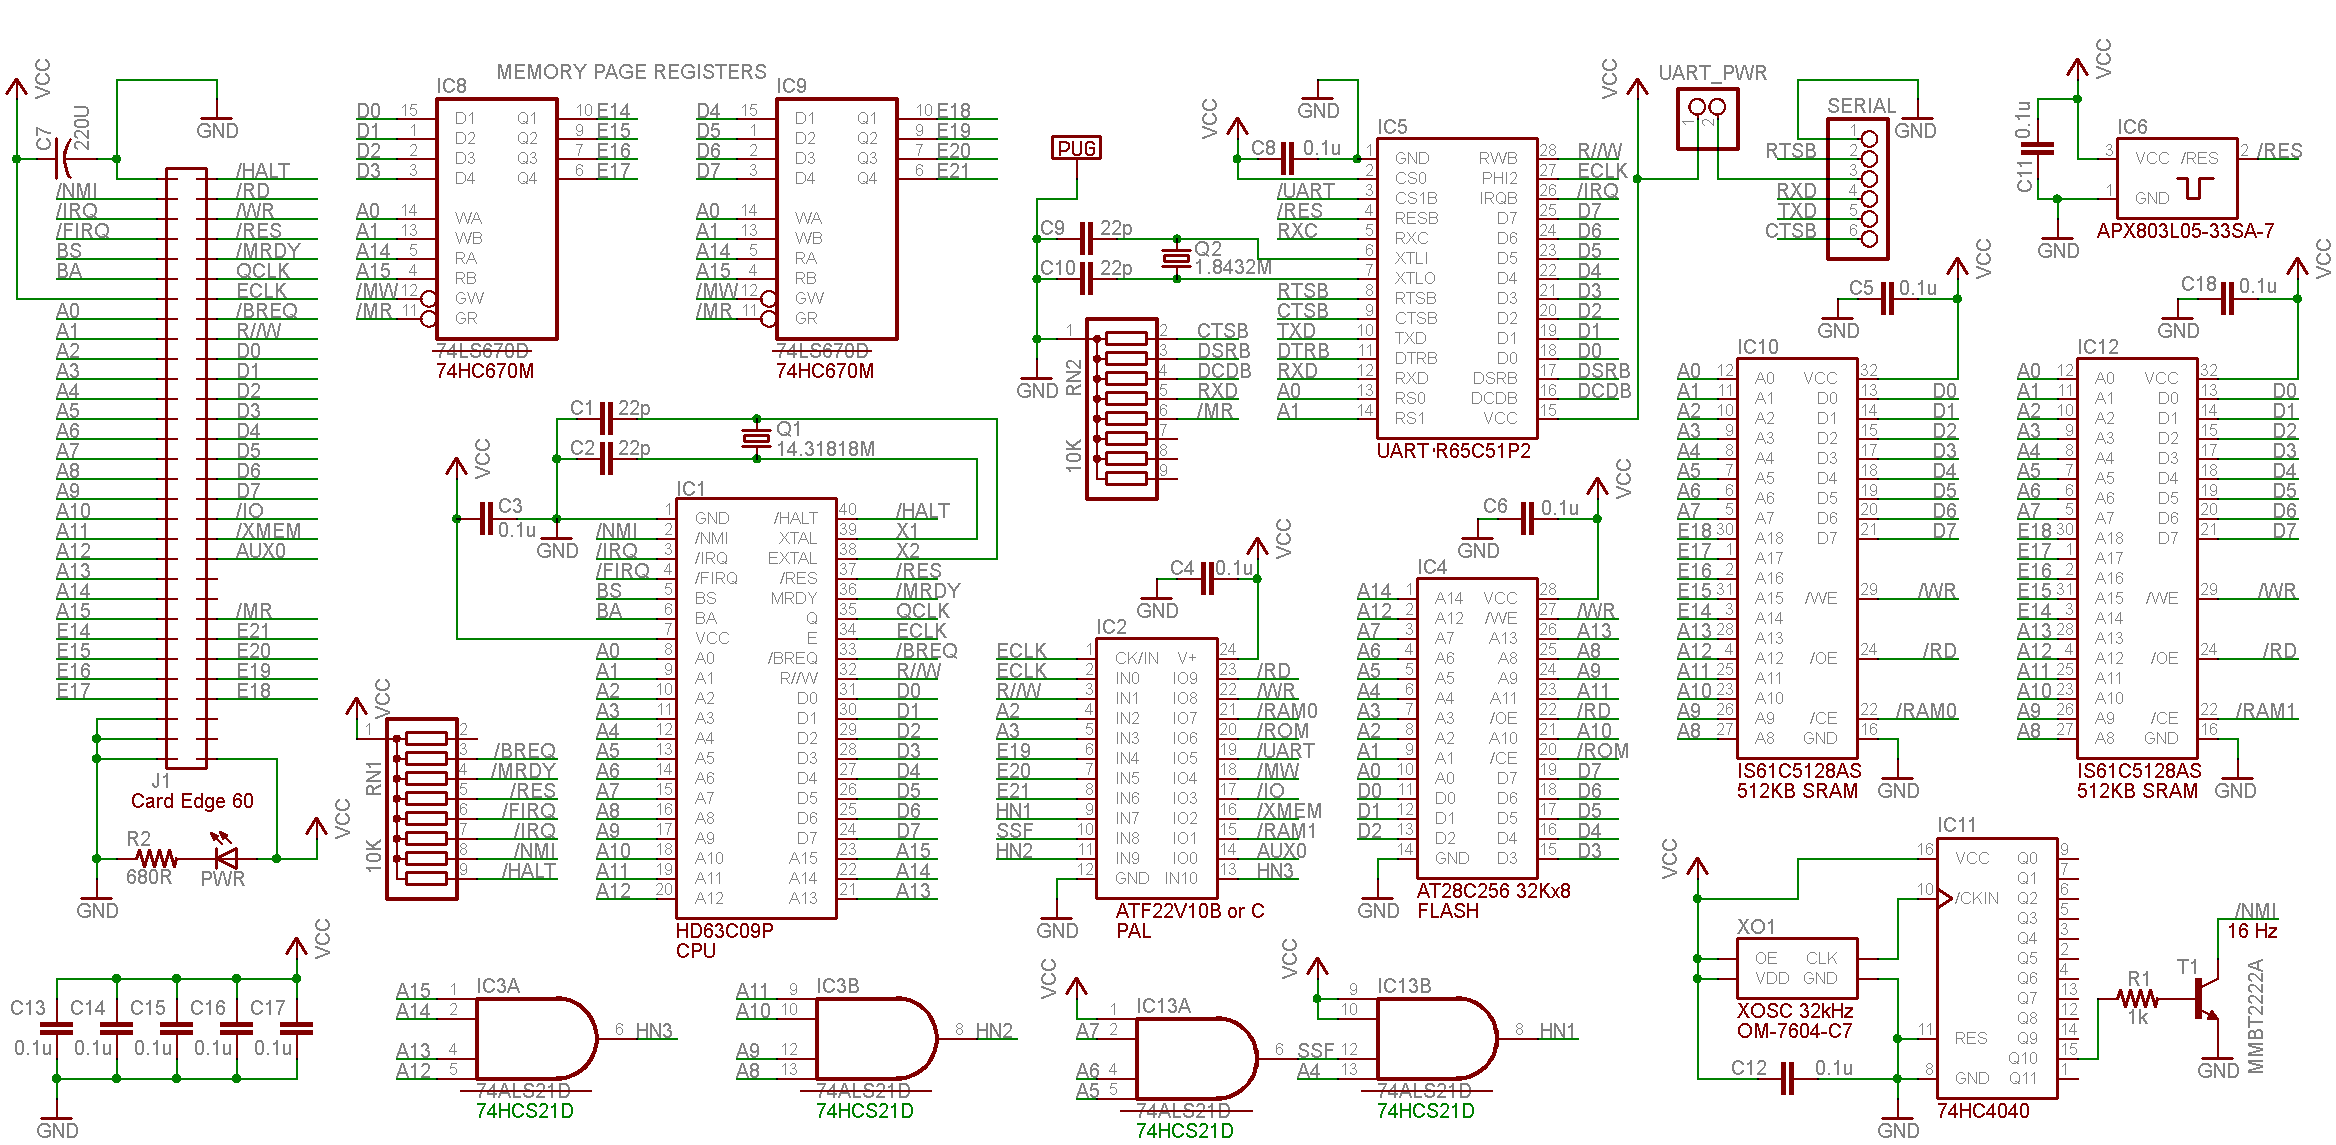 MEMORY PAGE REGISTERS
VCC
C7
220U
GND
/NMI
/IRQ
/FIRQ
BS
BA
A0
A1
A2
A3
A4
A5
A6
A7
A8
A9
A10
A11
A12
A13
A14
A15
E14
E15
E16
E17
/HALT
/RD
/WR
/RES
/MRDY
QCLK
ECLK
/BREQ
R//W
D0
D1
D2
D3
D4
D5
D6
D7
/IO
/XMEM
AUX0
/MR
E21
E20
E19
E18
J1
Card Edge 60
R2
680R
PWR
VCC
GND
IC8
D0 15 D1 Q1 10 E14
D1 1 D2 Q2 9 E15
D2 2 D3 Q3 7 E16
D3 3 D4 Q4 6 E17
A0 14 WA
A1 13 WB
A14 5 RA
A15 4 RB
/MW 12 GW
/MR 11 GR
74LS670D
74HC670M
IC9
D4 15 D1 Q1 10 E18
D5 1 D2 Q2 9 E19
D6 2 D3 Q3 7 E20
D7 3 D4 Q4 6 E21
A0 14 WA
A1 13 WB
A14 5 RA
A15 4 RB
/MW 12 GW
/MR 11 GR
74LS670D
74HC670M
C1 22p
C2 22p
Q1
14.31818M
VCC
C3
0.1u
GND
IC1
1 GND /HALT 40 /HALT
/NMI 2 /NMI XTAL 39 X1
/IRQ 3 /IRQ EXTAL 38 X2
/FIRQ 4 /FIRQ /RES 37 /RES
BS 5 BS MRDY 36 /MRDY
BA 6 BA Q 35 QCLK
7 VCC E 34 ECLK
A0 8 A0 /BREQ 33 /BREQ
A1 9 A1 R//W 32 R//W
A2 10 A2 D0 31 D0
A3 11 A3 D1 30 D1
A4 12 A4 D2 29 D2
A5 13 A5 D3 28 D3
A6 14 A6 D4 27 D4
A7 15 A7 D5 26 D5
A8 16 A8 D6 25 D6
A9 17 A9 D7 24 D7
A10 18 A10 A15 23 A15
A11 19 A11 A14 22 A14
A12 20 A12 A13 21 A13
HD63C09P
CPU
VCC
RN1
10K
1 2
3 /BREQ
4 /MRDY
5 /RES
6 /FIRQ
7 /IRQ
8 /NMI
9 /HALT
PUG
C9 22p
C10 22p
Q2
1.8432M
GND
RN2
10K
1 2 CTSB
3 DSRB
4 DCDB
5 RXD
6 /MR
7
8
9
VCC
C8 0.1u
GND
IC5
1 GND RWB 28 R//W
2 CS0 PHI2 27 ECLK
/UART 3 CS1B IRQB 26 /IRQ
/RES 4 RESB D7 25 D7
RXC 5 RXC D6 24 D6
6 XTLI D5 23 D5
7 XTLO D4 22 D4
RTSB 8 RTSB D3 21 D3
CTSB 9 CTSB D2 20 D2
TXD 10 TXD D1 19 D1
DTRB 11 DTRB D0 18 D0
RXD 12 RXD DSRB 17 DSRB
A0 13 RS0 DCDB 16 DCDB
A1 14 RS1 VCC 15
UART R65C51P2
VCC
UART_PWR
1 2
SERIAL
GND
1
RTSB 2
3
RXD 4
TXD 5
CTSB 6
VCC
C11 0.1u
GND
IC6
3 VCC /RES 2 /RES
1 GND
APX803L05-33SA-7
C4 0.1u
VCC
GND
IC2
ECLK 1 CK/IN V+ 24
ECLK 2 IN0 IO9 23 /RD
R//W 3 IN1 IO8 22 /WR
A2 4 IN2 IO7 21 /RAM0
A3 5 IN3 IO6 20 /ROM
E19 6 IN4 IO5 19 /UART
E20 7 IN5 IO4 18 /MW
E21 8 IN6 IO3 17 /IO
HN1 9 IN7 IO2 16 /XMEM
SSF 10 IN8 IO1 15 /RAM1
HN2 11 IN9 IO0 14 AUX0
12 GND IN10 13 HN3
GND
ATF22V10B or C
PAL
C6 0.1u
VCC
GND
IC4
A14 1 A14 VCC 28
A12 2 A12 /WE 27 /WR
A7 3 A7 A13 26 A13
A6 4 A6 A8 25 A8
A5 5 A5 A9 24 A9
A4 6 A4 A11 23 A11
A3 7 A3 /OE 22 /RD
A2 8 A2 A10 21 A10
A1 9 A1 /CE 20 /ROM
A0 10 A0 D7 19 D7
D0 11 D0 D6 18 D6
D1 12 D1 D5 17 D5
D2 13 D2 D4 16 D4
14 GND D3 15 D3
GND
AT28C256 32Kx8
FLASH
C5 0.1u
VCC
GND
IC10
A0 12 A0 VCC 32
A1 11 A1 D0 13 D0
A2 10 A2 D1 14 D1
A3 9 A3 D2 15 D2
A4 8 A4 D3 17 D3
A5 7 A5 D4 18 D4
A6 6 A6 D5 19 D5
A7 5 A7 D6 20 D6
E18 30 A18 D7 21 D7
E17 1 A17
E16 2 A16
E15 31 A15 /WE 29 /WR
E14 3 A14
A13 28 A13
A12 4 A12 /OE 24 /RD
A11 25 A11
A10 23 A10
A9 26 A9 /CE 22 /RAM0
A8 27 A8 GND 16
IS61C5128AS
512KB SRAM
GND
C18 0.1u
VCC
GND
IC12
A0 12 A0 VCC 32
A1 11 A1 D0 13 D0
A2 10 A2 D1 14 D1
A3 9 A3 D2 15 D2
A4 8 A4 D3 17 D3
A5 7 A5 D4 18 D4
A6 6 A6 D5 19 D5
A7 5 A7 D6 20 D6
E18 30 A18 D7 21 D7
E17 1 A17
E16 2 A16
E15 31 A15 /WE 29 /WR
E14 3 A14
A13 28 A13
A12 4 A12 /OE 24 /RD
A11 25 A11
A10 23 A10
A9 26 A9 /CE 22 /RAM1
A8 27 A8 GND 16
IS61C5128AS
512KB SRAM
GND
VCC
C13 C14 C15 C16 C17
0.1u 0.1u 0.1u 0.1u 0.1u
GND
IC3A
A15 1
A14 2
6 HN3
A13 4
A12 5
74ALS21D
74HCS21D
IC3B
A11 9
A10 10
8 HN2
A9 12
A8 13
74ALS21D
74HCS21D
VCC
IC13A
1
A7 2
6 SSF
A6 4
A5 5
74ALS21D
74HCS21D
VCC
IC13B
9
10
8 HN1
12
A4 13
74ALS21D
74HCS21D
VCC
XO1
OE CLK
VDD GND
XOSC 32kHz
OM-7604-C7
C12 0.1u
GND
IC11
16 VCC Q0 9
Q1 7
10 /CKIN Q2 6
Q3 5
Q4 3
Q5 2
Q6 4
Q7 13
Q8 12
11 RES Q9 14
Q10 15
8 GND Q11 1
74HC4040
R1
1k
T1
MMBT2222A
/NMI
16 Hz
GND